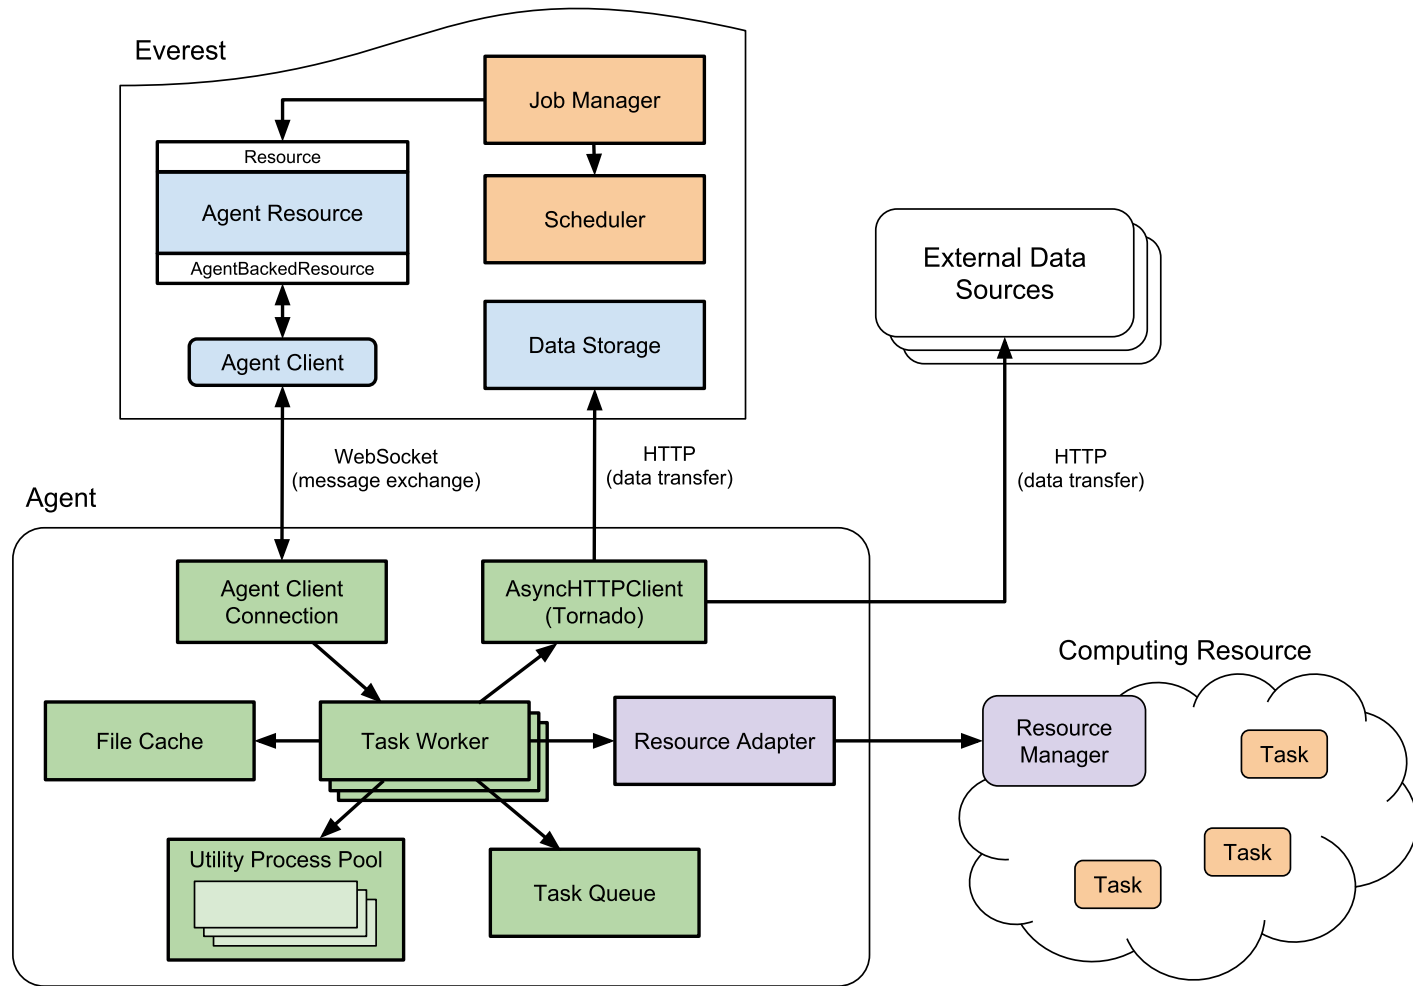 Everest
Job Manager
Resource
Agent Resource
AgentBackedResource
Scheduler
External Data
Sources
Agent Client
Data Storage
WebSocket
(message exchange)
HTTP
(data transfer)
HTTP
(data transfer)
Agent
Agent Client
Connection
AsyncHTTPClient
(Tornado)
Computing Resource
File Cache
Task Worker
Resource Adapter
Resource
Manager
Task
Utility Process Pool
Task Queue
Task
Task